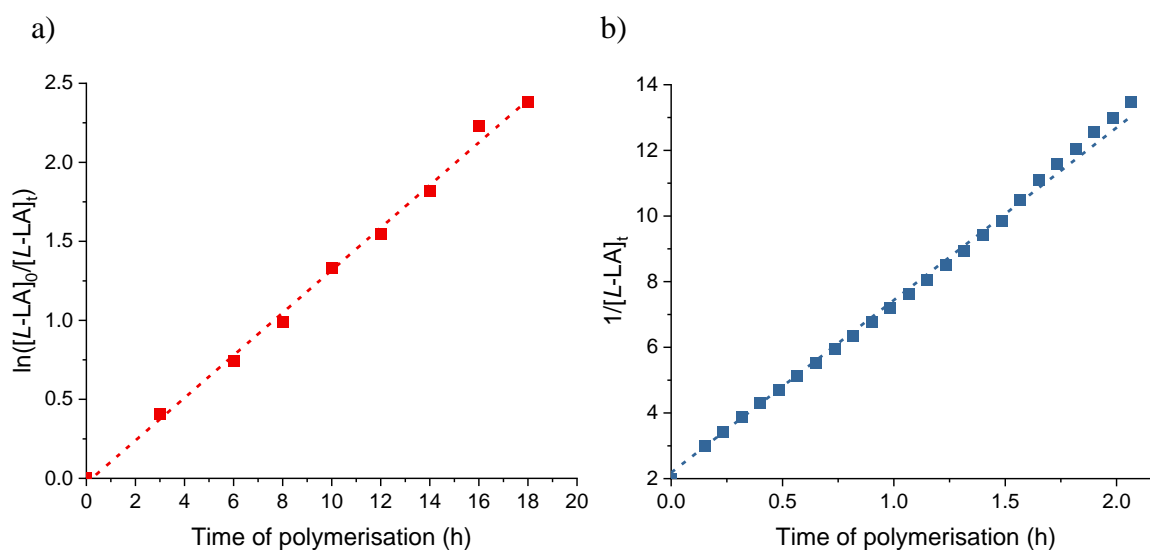 a)
2.5
2.0
1.5
1.0
0.5
0.0
0 2 4 6 8 10 12 14 16 18 20
ln([L-LA]0/[L-LA]t)
Time of polymerisation (h)
b)
14
12
10
8
6
4
2
0.0 0.5 1.0 1.5 2.0
1/[L-LA]t
Time of polymerisation (h)